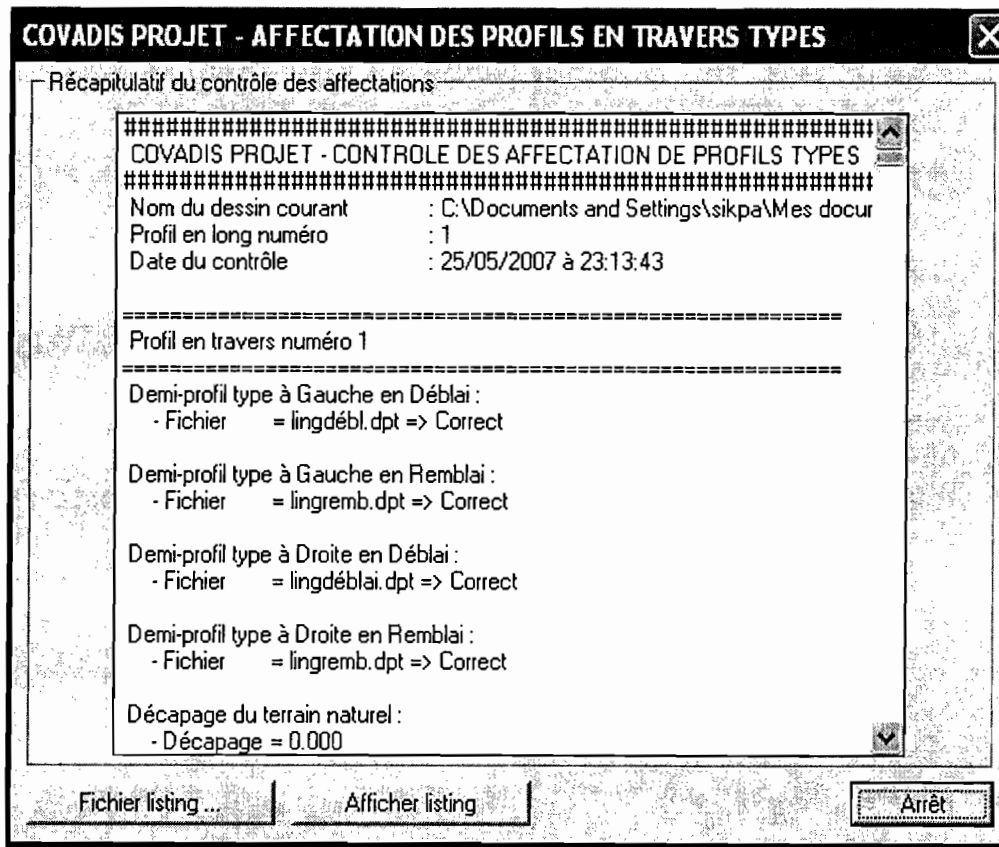 COVADIS PROJET - AFFECTATION DES PROFILS EN TRAVERS TYPES
Récapitulatif du contrôle des affectations
##########################################################
COVADIS PROJET - CONTROLE DES AFFECTATION DE PROFILS TYPES
##########################################################
Nom du dessin courant : C:\Documents and Settings\sikpa\Mes docur
Profil en long numéro : 1
Date du contrôle : 25/05/2007 à 23:13:43
============================================================
Profil en travers numéro 1
============================================================
Demi-profil type à Gauche en Déblai :
- Fichier = lingdébl.dpt => Correct
Demi-profil type à Gauche en Remblai :
- Fichier = lingremb.dpt => Correct
Demi-profil type à Droite en Déblai :
- Fichier = lingdéblai.dpt => Correct
Demi-profil type à Droite en Remblai :
- Fichier = lingremb.dpt => Correct
Décapage du terrain naturel :
- Décapage = 0.000
Fichier listing ... Afficher listing Arrêt